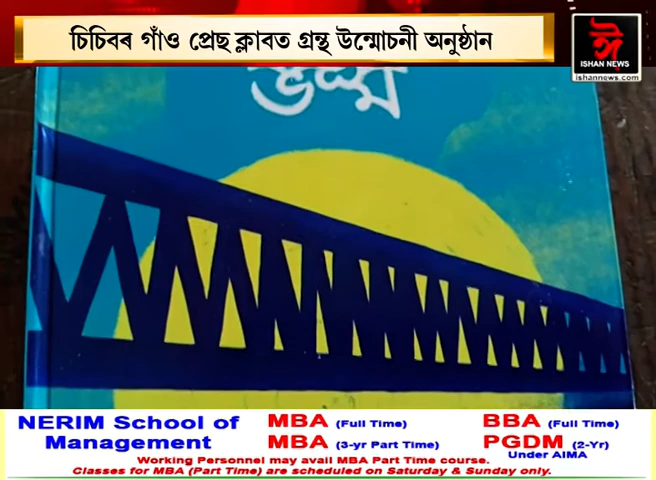 চিচিবৰ গাঁও প্ৰেছ ক্লাবত গ্ৰন্থ উন্মোচনী অনুষ্ঠান
ঈ
ISHAN NEWS
ishannews.com
NERIM School of
Management
MBA (Full Time)
MBA (3-yr Part Time)
BBA (Full Time)
PGDM (2-Yr)
Under AIMA
Working Personnel may avail MBA Part Time course.
Classes for MBA (Part Time) are scheduled on Saturday & Sunday only.